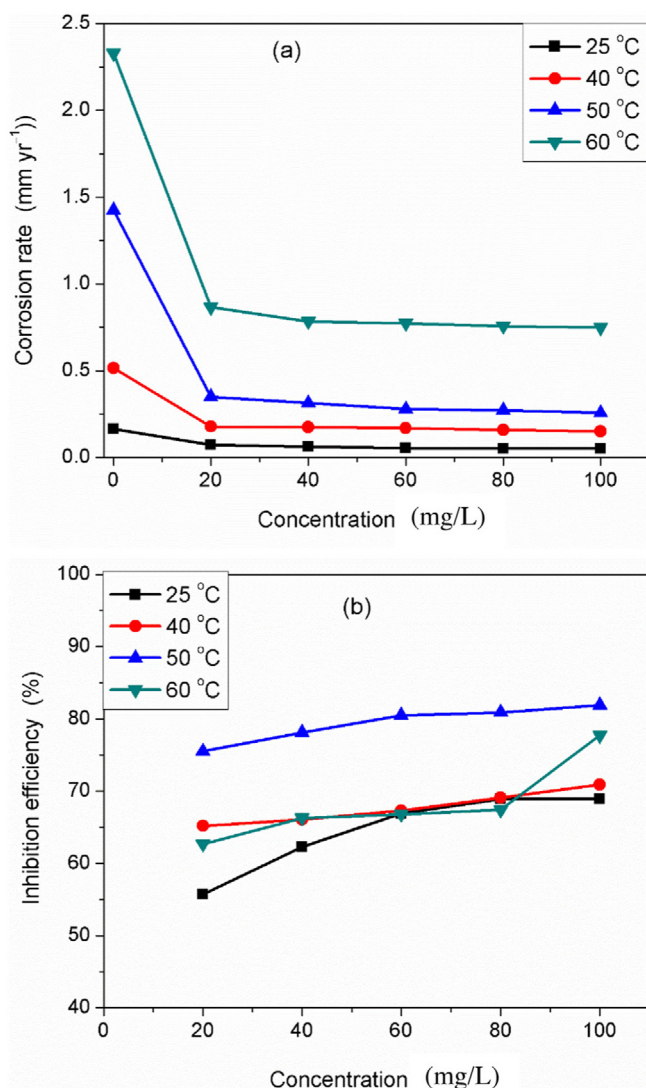 (a)
25 °C
40 °C
50 °C
60 °C
Corrosion rate (mm yr⁻¹))
2.5
2.0
1.5
1.0
0.5
0.0
0 20 40 60 80 100
Concentration (mg/L)
(b)
25 °C
40 °C
50 °C
60 °C
Inhibition efficiency (%)
100
90
80
70
60
50
40
0 20 40 60 80 100
Concentration (mg/L)